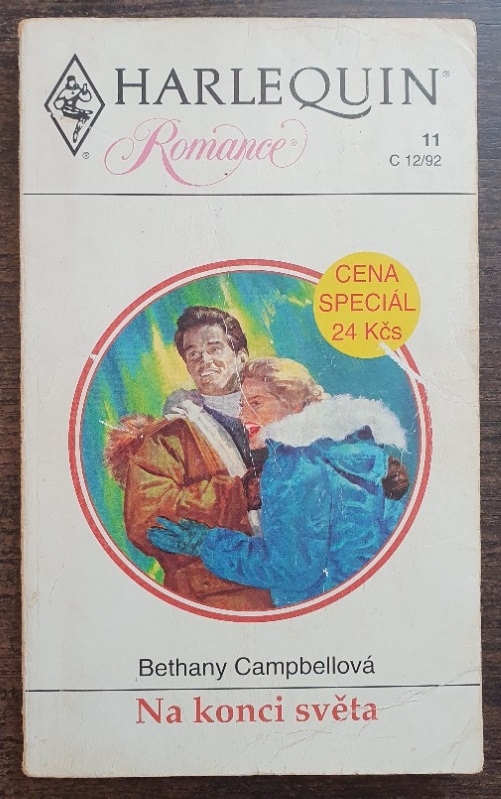 HARLEQUIN®
Romance®
®
11
C 12/92
CENA
SPECIÁL
24 Kčs
Bethany Campbellová
Na konci světa